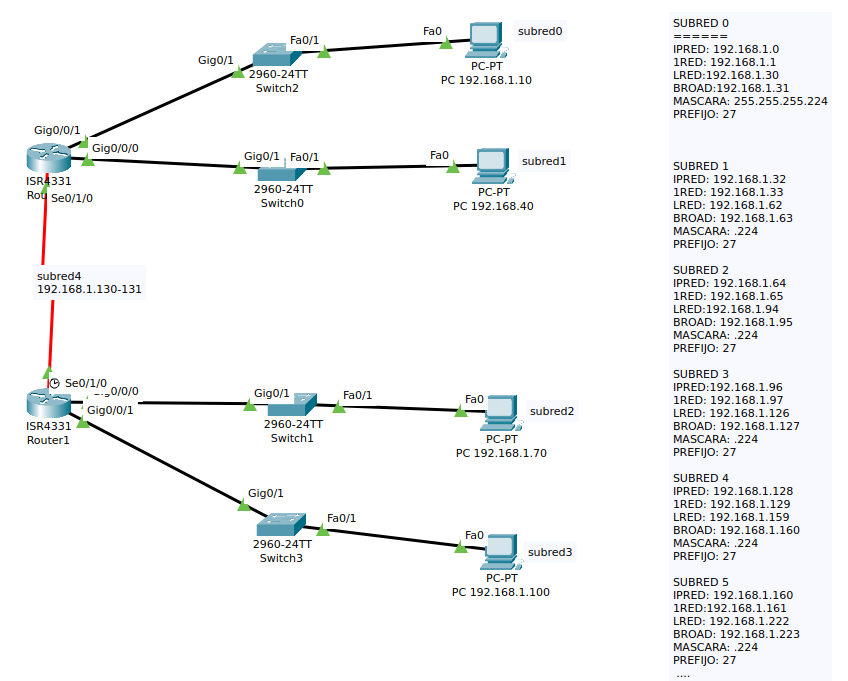 Fa0/1
Fa0
subred0
Gig0/1
2960-24TT
Switch2
PC-PT
PC 192.168.1.10
Gig0/0/1
Gig0/0/0
Gig0/1
Fa0/1
Fa0
subred1
ISR4331
Rou
Se0/1/0
2960-24TT
Switch0
PC-PT
PC 192.168.40
subred4
192.168.1.130-131
Se0/1/0
0/0/0
Gig0/0/1
ISR4331
Router1
Gig0/1
Fa0/1
2960-24TT
Switch1
Fa0
subred2
PC-PT
PC 192.168.1.70
Gig0/1
Fa0/1
2960-24TT
Switch3
Fa0
subred3
PC-PT
PC 192.168.1.100
SUBRED 0
======
IPRED: 192.168.1.0
1RED: 192.168.1.1
LRED:192.168.1.30
BROAD:192.168.1.31
MASCARA: 255.255.255.224
PREFIJO: 27
SUBRED 1
IPRED: 192.168.1.32
1RED: 192.168.1.33
LRED: 192.168.1.62
BROAD: 192.168.1.63
MASCARA: .224
PREFIJO: 27
SUBRED 2
IPRED: 192.168.1.64
1RED: 192.168.1.65
LRED:192.168.1.94
BROAD: 192.168.1.95
MASCARA: .224
PREFIJO: 27
SUBRED 3
IPRED:192.168.1.96
1RED: 192.168.1.97
LRED: 192.168.1.126
BROAD: 192.168.1.127
MASCARA: .224
PREFIJO: 27
SUBRED 4
IPRED: 192.168.1.128
1RED: 192.168.1.129
LRED: 192.168.1.159
BROAD: 192.168.1.160
MASCARA: .224
PREFIJO: 27
SUBRED 5
IPRED: 192.168.1.160
1RED:192.168.1.161
LRED: 192.168.1.222
BROAD: 192.168.1.223
MASCARA: .224
PREFIJO: 27
....